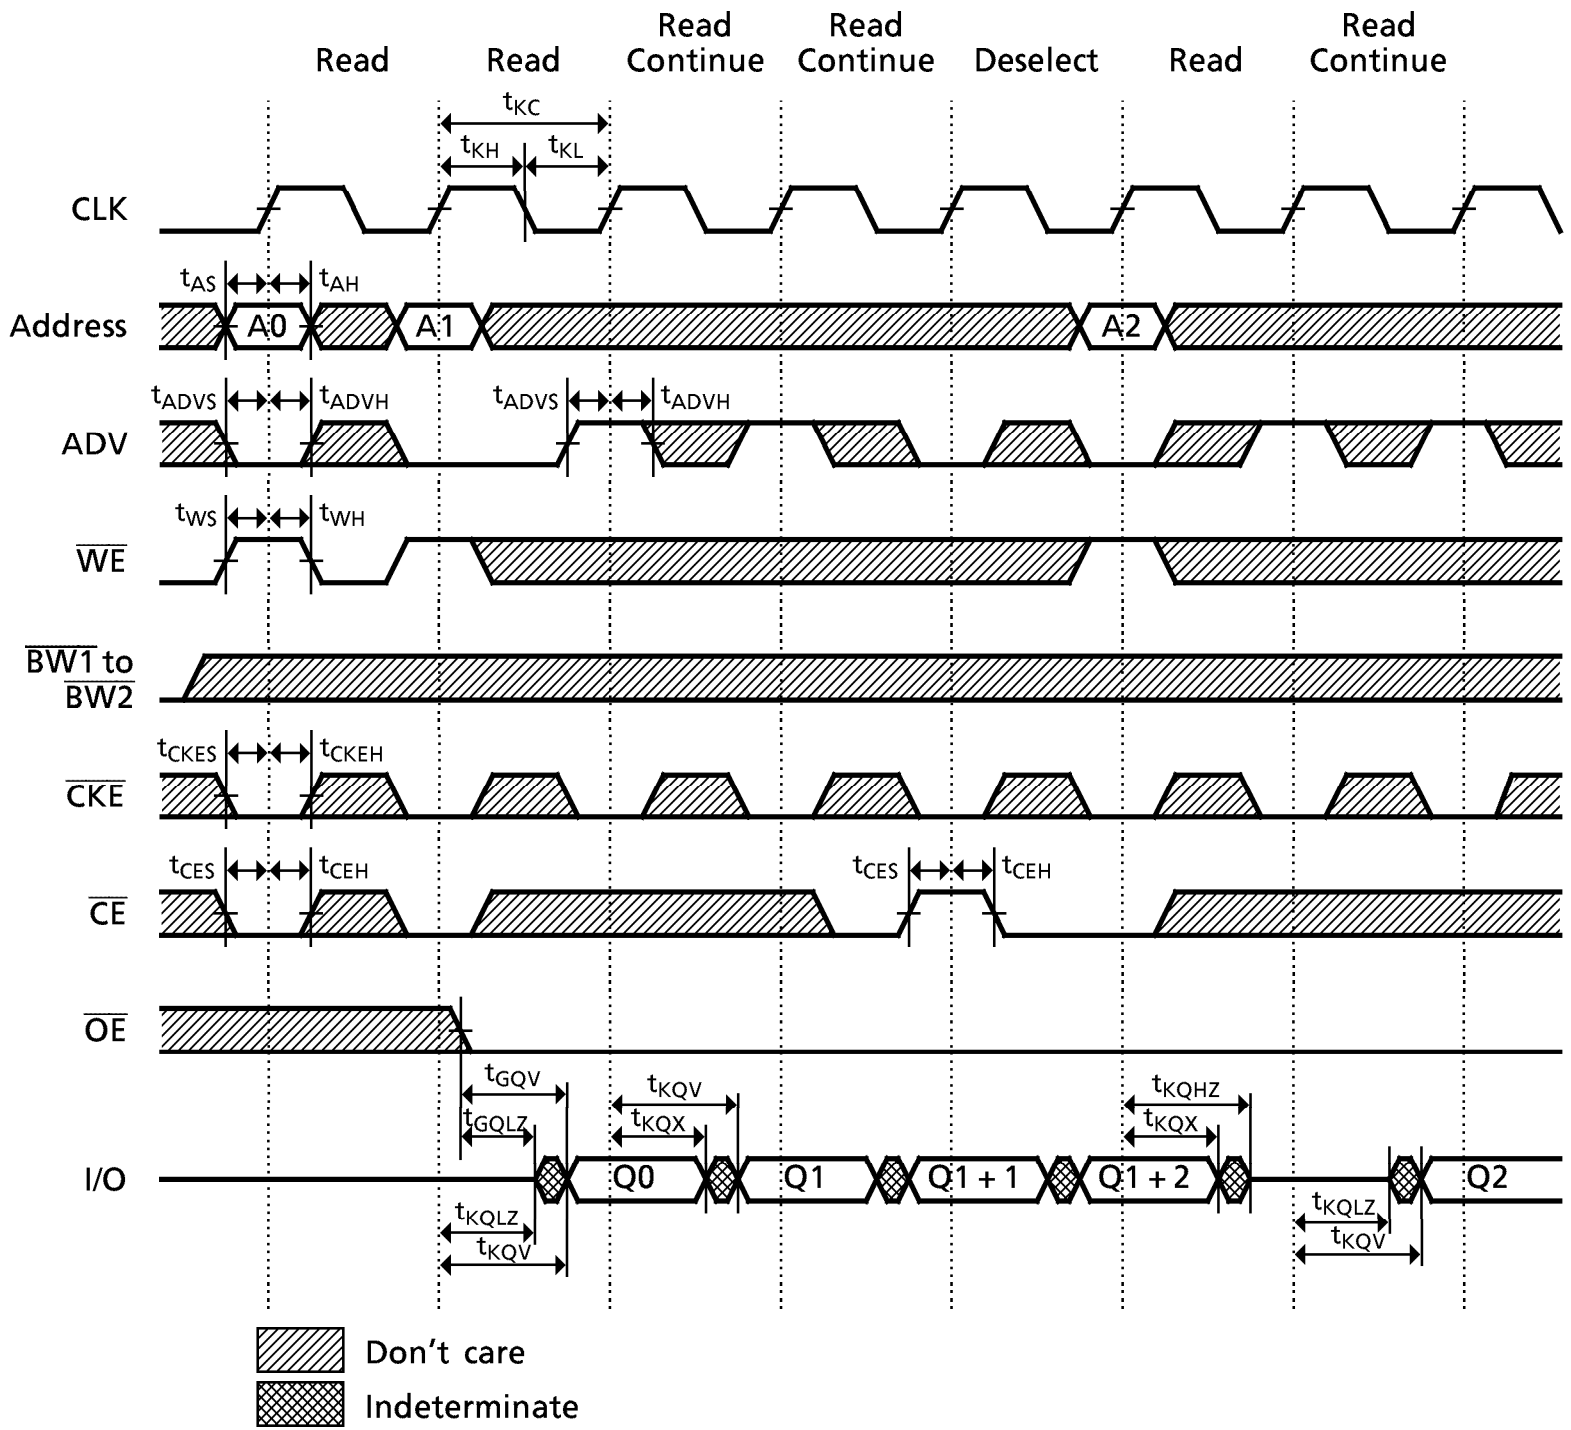 Read
Read
Read
Continue
Read
Continue
Deselect
Read
Read
Continue
tKC
tKH
tKL
CLK
tAS
tAH
Address
A0
A1
A2
tADVS
tADVH
tADVS
tADVH
ADV
tWS
tWH
WE
BW1 to
BW2
tCKES
tCKEH
CKE
tCES
tCEH
tCES
tCEH
CE
OE
tGQV
tKQV
tKQHZ
tGQLZ
tKQX
tKQX
I/O
Q0
Q1
Q1 + 1
Q1 + 2
Q2
tKQLZ
tKQLZ
tKQV
tKQV
Don't care
Indeterminate